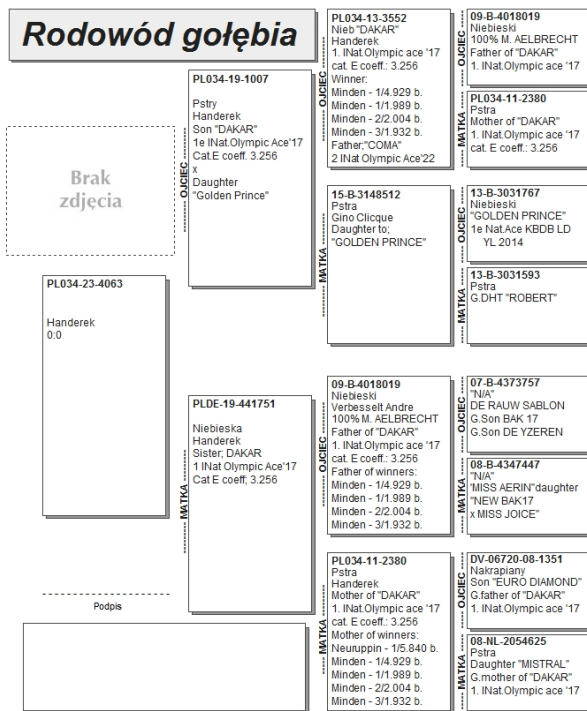 Rodowód gołębia
Brak
zdjęcia
PL034-23-4063
Handerek
0:0
Podpis
OJCIEC
PL034-19-1007
Pstry
Handerek
Son "DAKAR"
1e INat.Olympic Ace'17
Cat.E coeff. 3.256
x
Daughter
"Golden Prince"
MATKA
PLDE-19-441751
Niebieska
Handerek
Sister; DAKAR
1 INat Olympic Ace'17
Cat E coeff; 3.256
OJCIEC
PL034-13-3552
Nieb "DAKAR"
Handerek
1. INat.Olympic ace '17
cat. E coeff.: 3.256
Winner:
Minden - 1/4.929 b.
Minden - 1/1.989 b.
Minden - 2/2.004 b.
Minden - 3/1.932 b.
Father;"COMA"
2 INat Olympic Ace'22
MATKA
15-B-3148512
Pstra
Gino Clicque
Daughter to;
"GOLDEN PRINCE"
OJCIEC
09-B-4018019
Niebieski
Verbesselt Andre
100% M. AELBRECHT
Father of "DAKAR"
1. INat.Olympic ace '17
cat. E coeff.: 3.256
Father of winners:
Minden - 1/4.929 b.
Minden - 1/1.989 b.
Minden - 2/2.004 b.
Minden - 3/1.932 b.
MATKA
PL034-11-2380
Pstra
Handerek
Mother of "DAKAR"
1. INat.Olympic ace '17
cat. E coeff.: 3.256
Mother of winners:
Neuruppin - 1/5.840 b.
Minden - 1/4.929 b.
Minden - 1/1.989 b.
Minden - 2/2.004 b.
Minden - 3/1.932 b.
OJCIEC
09-B-4018019
Niebieski
100% M. AELBRECHT
Father of "DAKAR"
1. INat.Olympic ace '17
MATKA
PL034-11-2380
Pstra
Mother of "DAKAR"
1. INat.Olympic ace '17
cat. E coeff.: 3.256
OJCIEC
13-B-3031767
Niebieski
"GOLDEN PRINCE"
1e Nat.Ace KBDB LD
YL 2014
MATKA
13-B-3031593
Pstra
G.DHT "ROBERT"
OJCIEC
07-B-4373757
"N/A"
DE RAUW SABLON
G.Son BAK 17
G.Son DE YZEREN
MATKA
08-B-4347447
"N/A"
'MISS AERIN"daughter
"NEW BAK17
x MISS JOICE"
OJCIEC
DV-06720-08-1351
Nakrapiany
Son "EURO DIAMOND"
G.father of "DAKAR"
1. INat.Olympic ace '17
MATKA
08-NL-2054625
Pstra
Daughter "MISTRAL"
G.mother of "DAKAR"
1. INat.Olympic ace '17